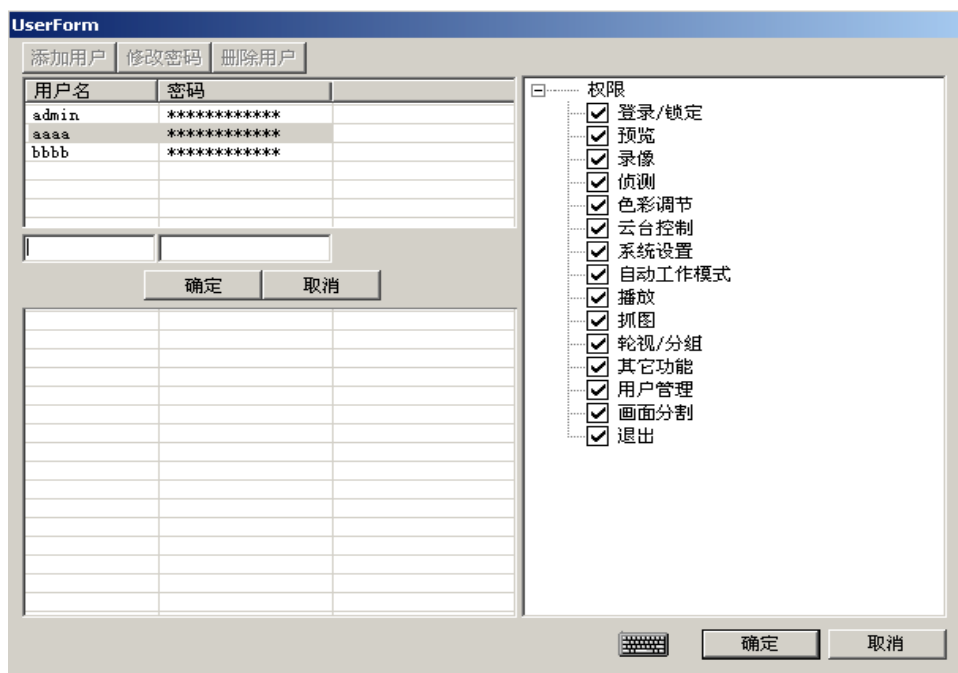 UserForm
添加用户 修改密码 删除用户
用户名 密码
admin ************
aaaa ************
bbbb ************
确定 取消
权限
登录/锁定
预览
录像
侦测
色彩调节
云台控制
系统设置
自动工作模式
播放
抓图
轮视/分组
其它功能
用户管理
画面分割
退出
确定 取消